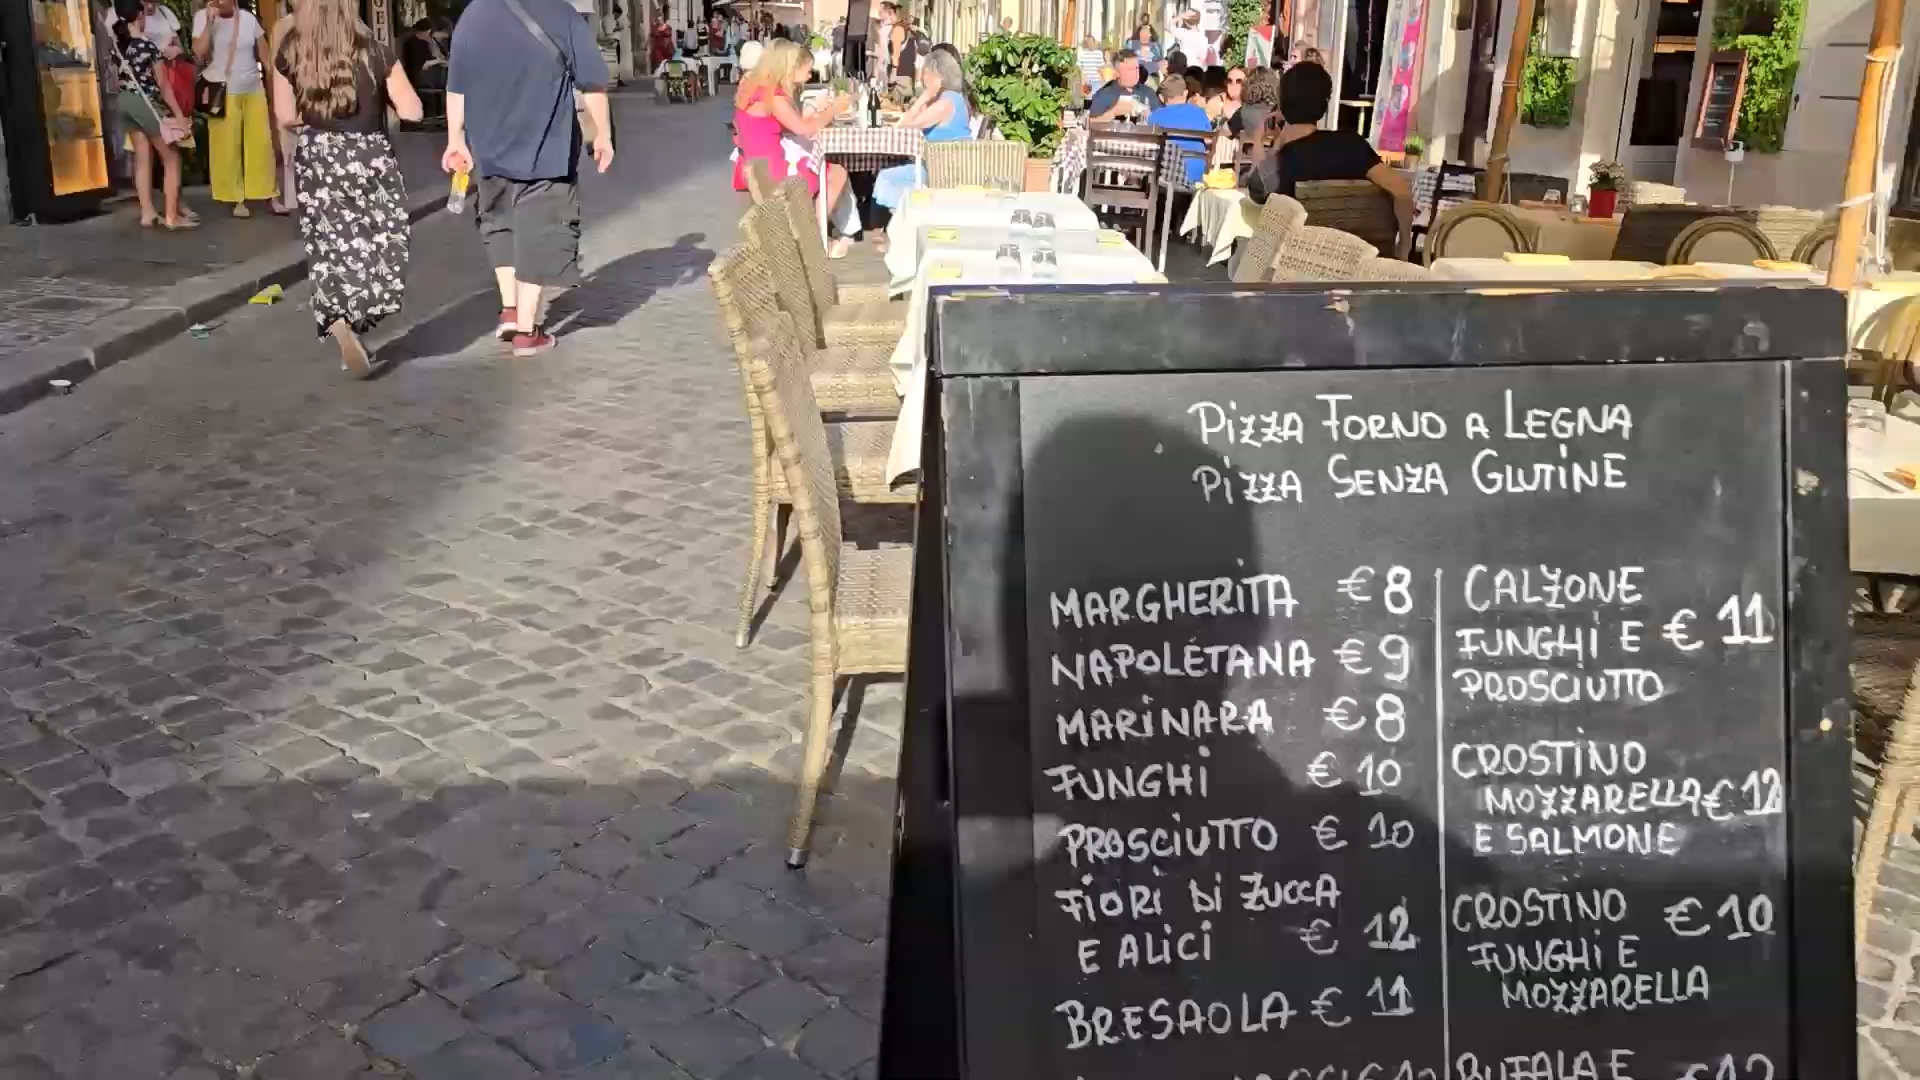 PIZZA FORNO A LEGNA
PIZZA SENZA GLUTINE
MARGHERITA €8
NAPOLETANA €9
MARINARA €8
FUNGHI € 10
PROSCIUTTO € 10
FIORI DI ZUCCA
E ALICI € 12
BRESAOLA € 11
CALZONE
FUNGHI E € 11
PROSCIUTTO
CROSTINO
MOZZARELLA € 12
E SALMONE
CROSTINO € 10
FUNGHI E
MOZZARELLA
BUFALA E